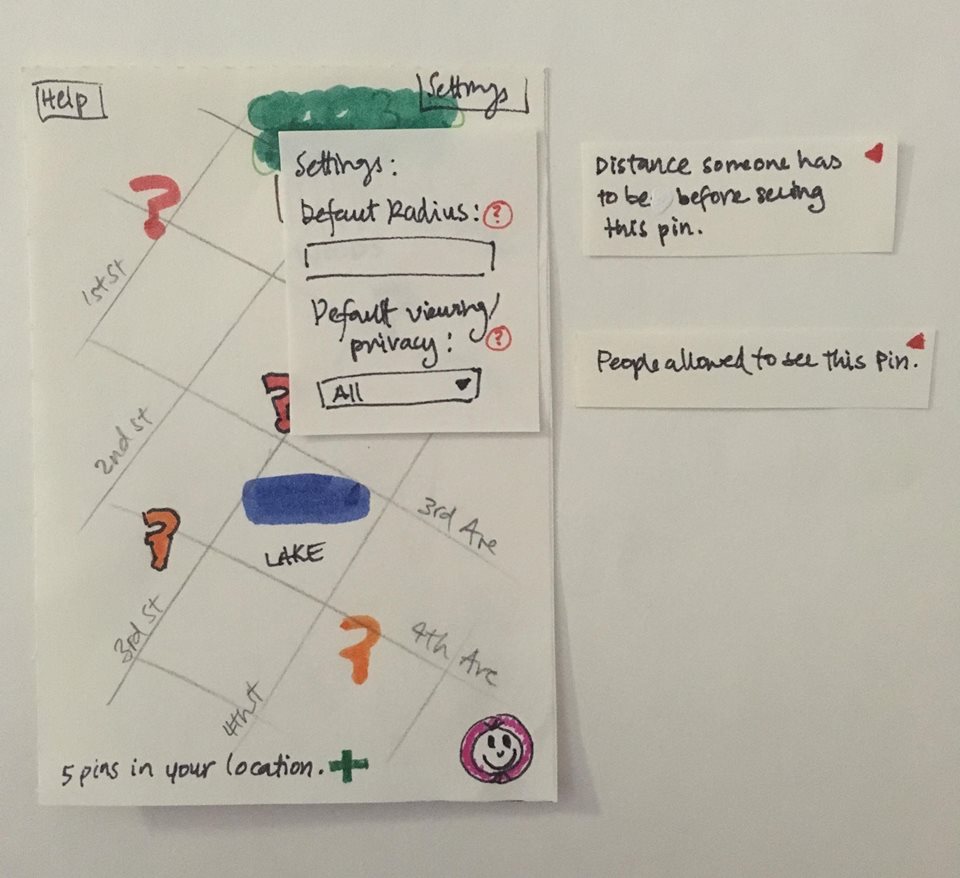 Help
Settings
Settings:
Default Radius: ?
Default viewing/
privacy: ?
All
1st St
2nd St
3rd St
4th
3rd Ave
4th Ave
LAKE
?
?
?
?
5 pins in your location. +
Distance someone has
to be before seeing
this pin.
People allowed to see this pin.